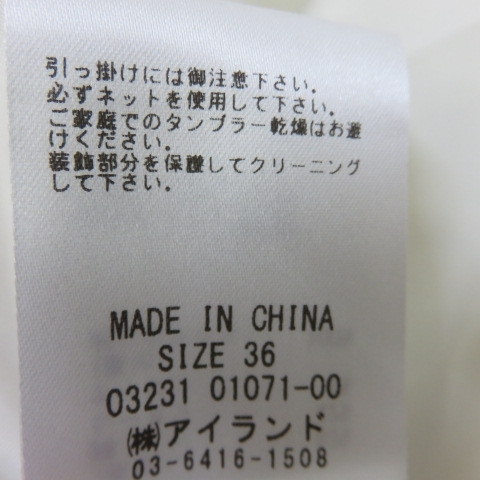 引っ掛けには御注意下さい.
必ずネットを使用して下さい.
ご家庭でのタンブラー乾燥はお避
けください.
装飾部分を保護してクリーニング
して下さい.
MADE IN CHINA
SIZE 36
03231 01071-00
㈱アイランド
03-6416-1508